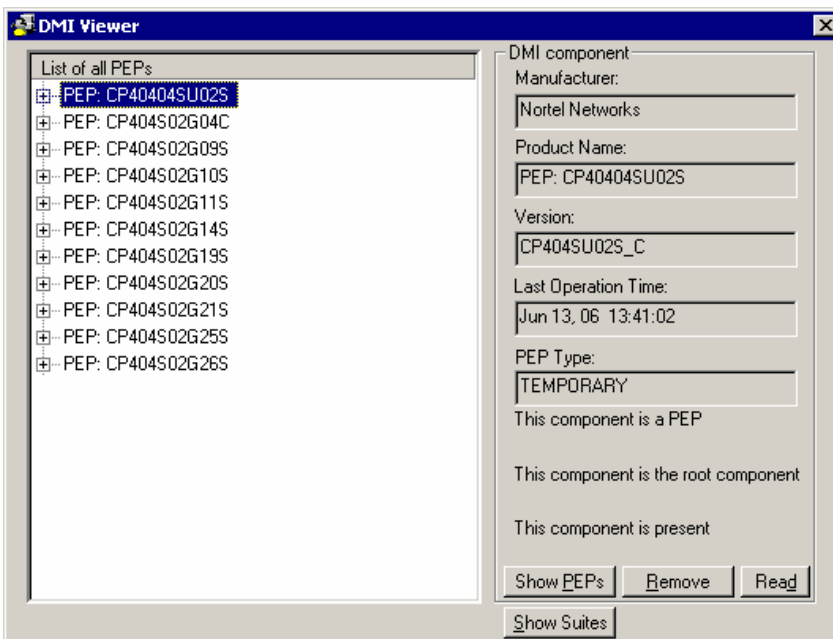 DMI Viewer
List of all PEPs
PEP: CP40404SU02S
PEP: CP404S02G04C
PEP: CP404S02G09S
PEP: CP404S02G10S
PEP: CP404S02G11S
PEP: CP404S02G14S
PEP: CP404S02G19S
PEP: CP404S02G20S
PEP: CP404S02G21S
PEP: CP404S02G25S
PEP: CP404S02G26S
DMI component
Manufacturer:
Nortel Networks
Product Name:
PEP: CP40404SU02S
Version:
CP404SU02S_C
Last Operation Time:
Jun 13, 06 13:41:02
PEP Type:
TEMPORARY
This component is a PEP
This component is the root component
This component is present
Show PEPs Remove Read
Show Suites